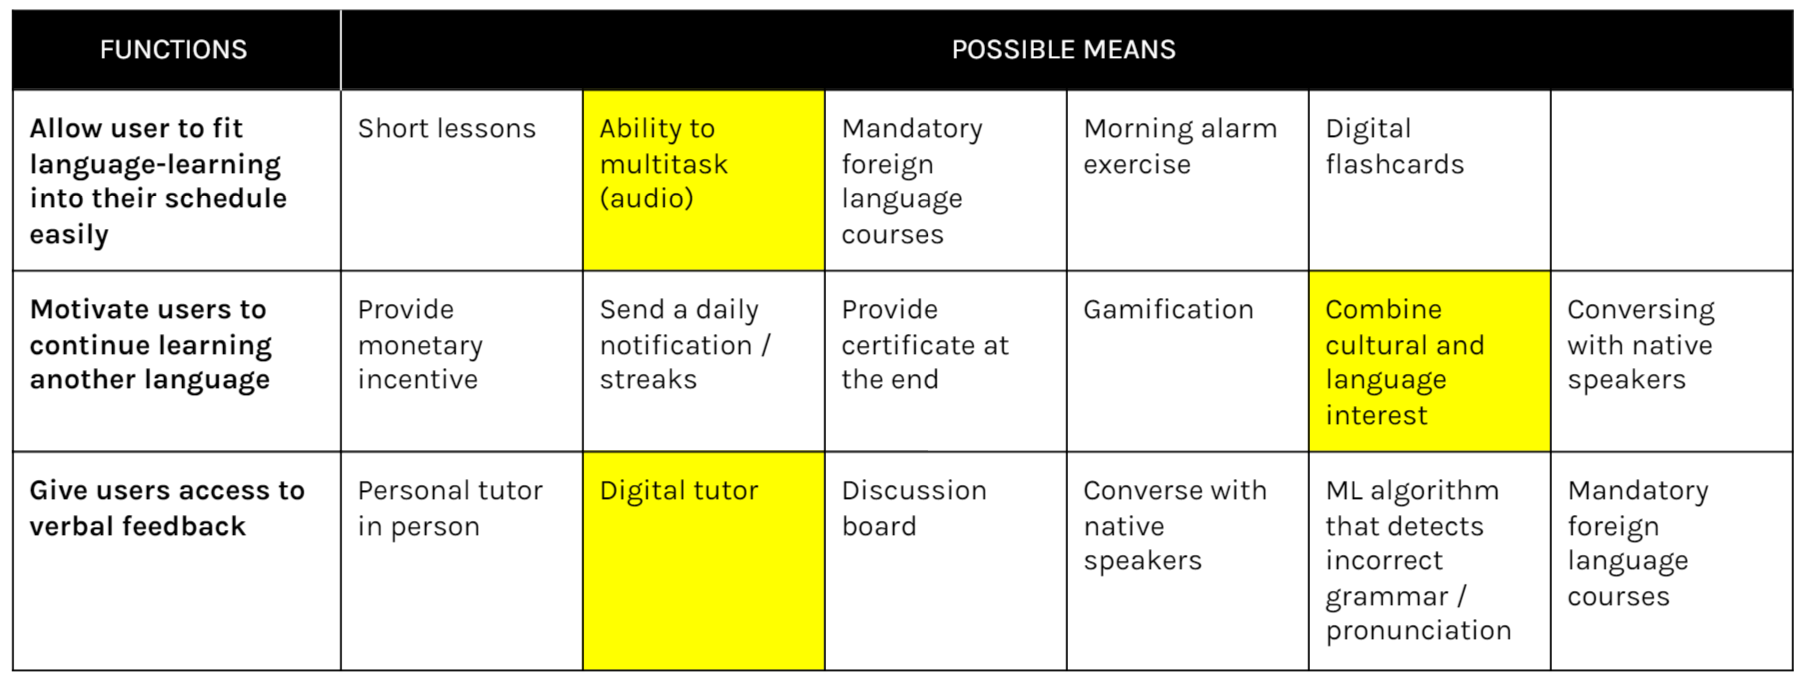 FUNCTIONS
POSSIBLE MEANS
Allow user to fit
language-learning
into their schedule
easily
Short lessons
Ability to
multitask
(audio)
Mandatory
foreign
language
courses
Morning alarm
exercise
Digital
flashcards
Motivate users to
continue learning
another language
Provide
monetary
incentive
Send a daily
notification /
streaks
Provide
certificate at
the end
Gamification
Combine
cultural and
language
interest
Conversing
with native
speakers
Give users access to
verbal feedback
Personal tutor
in person
Digital tutor
Discussion
board
Converse with
native
speakers
ML algorithm
that detects
incorrect
grammar /
pronunciation
Mandatory
foreign
language
courses